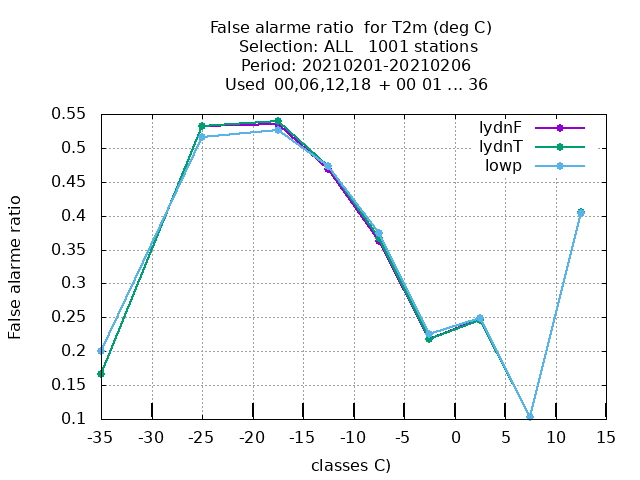 False alarme ratio  for T2m (deg C)
Selection: ALL   1001 stations
Period: 20210201-20210206
Used  00,06,12,18  + 00 01 ... 36
lydnF
lydnT
lowp
False alarme ratio
0.55
0.5
0.45
0.4
0.35
0.3
0.25
0.2
0.15
0.1
-35 -30 -25 -20 -15 -10 -5 0 5 10 15
classes C)